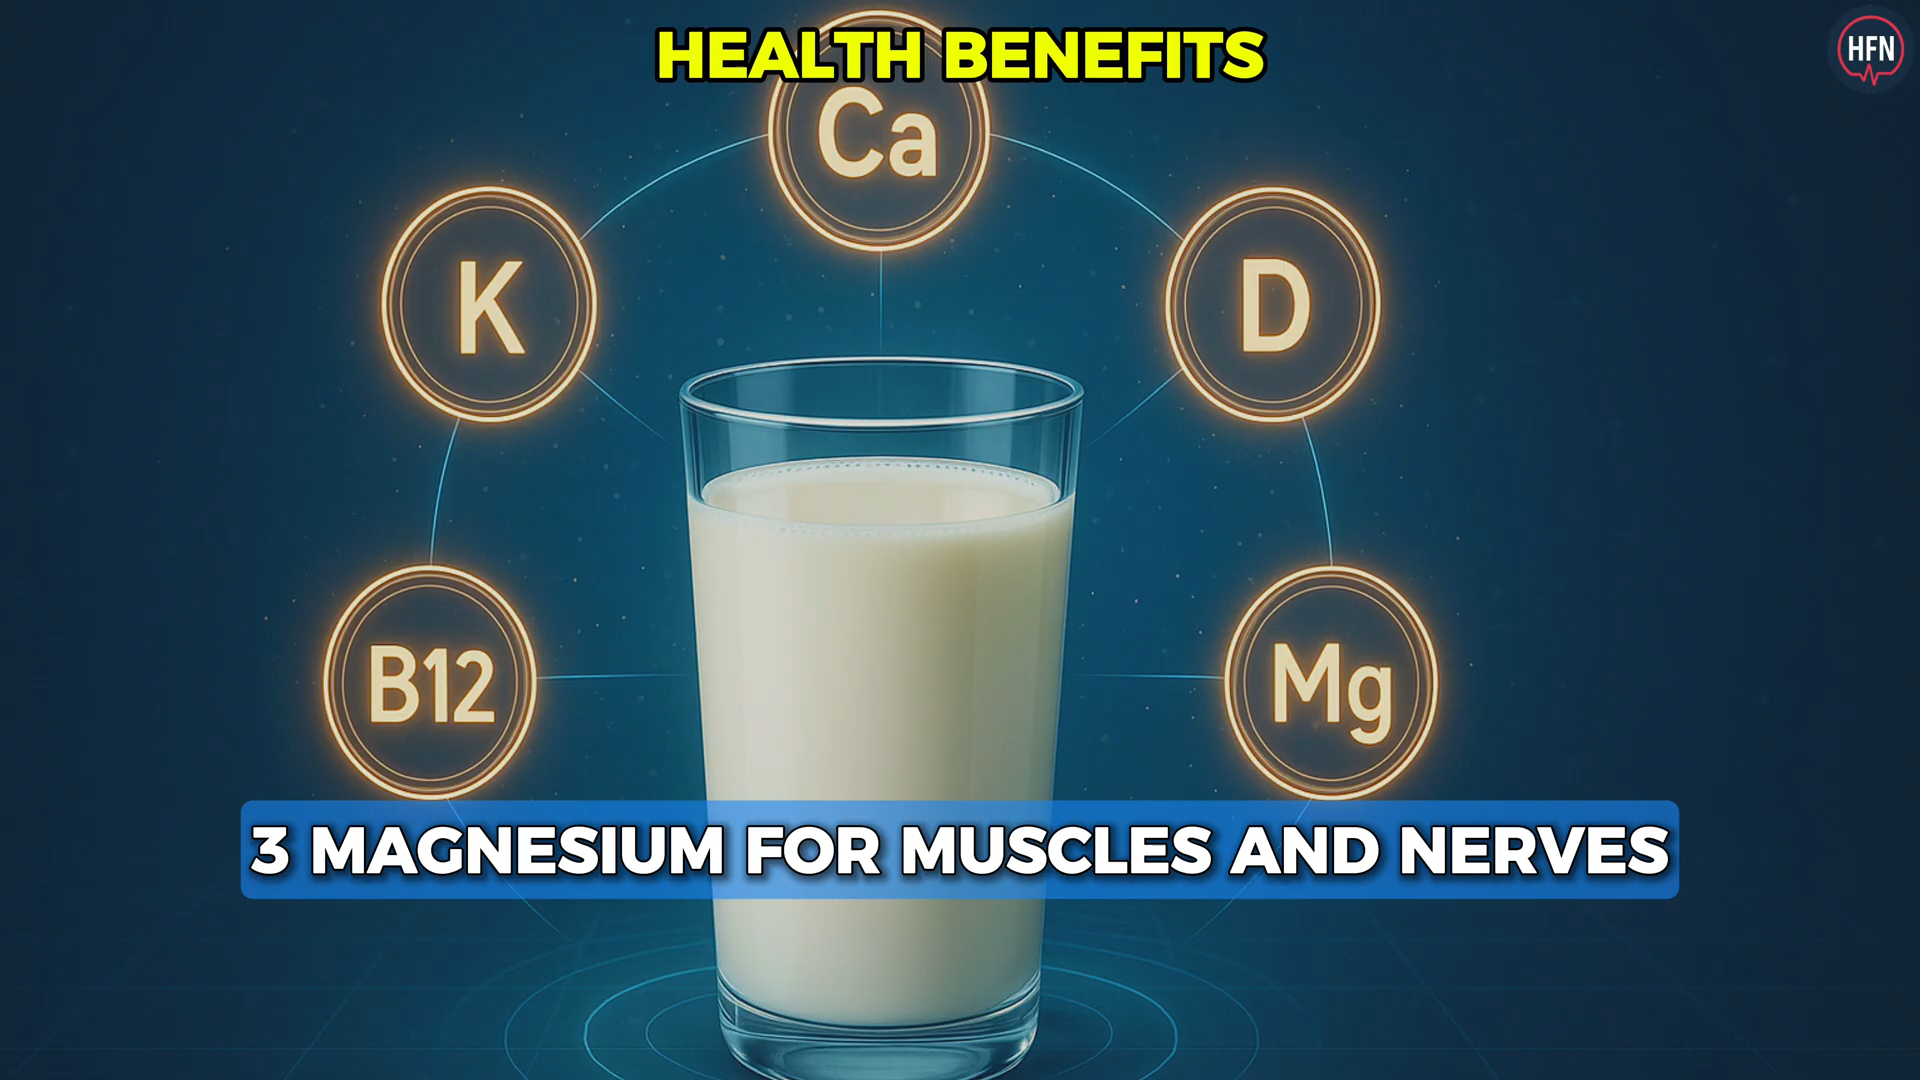 HEALTH BENEFITS
HFN
Ca
K
D
B12
Mg
3 MAGNESIUM FOR MUSCLES AND NERVES